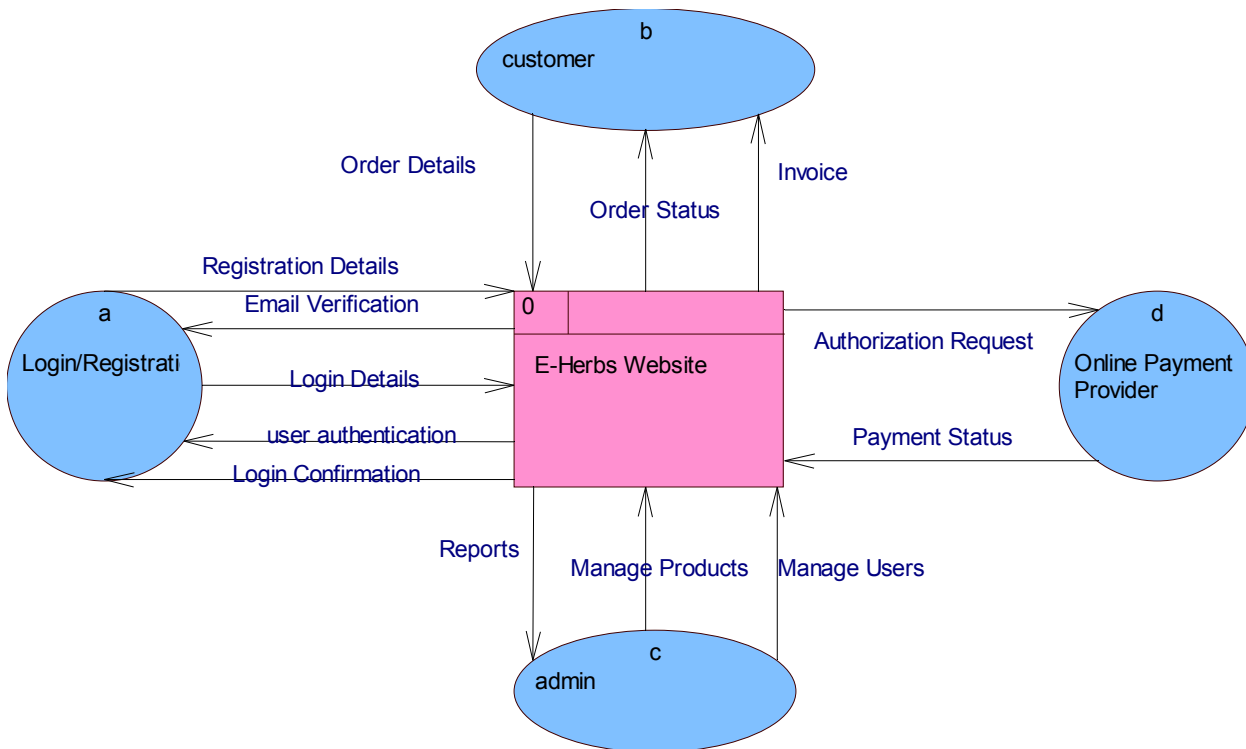 b
customer
Order Details
Invoice
Order Status
Registration Details
Email Verification
0
a
d
Authorization Request
Login/Registrati
E-Herbs Website
Online Payment
Provider
Login Details
user authentication
Payment Status
Login Confirmation
Reports
Manage Products
Manage Users
c
admin